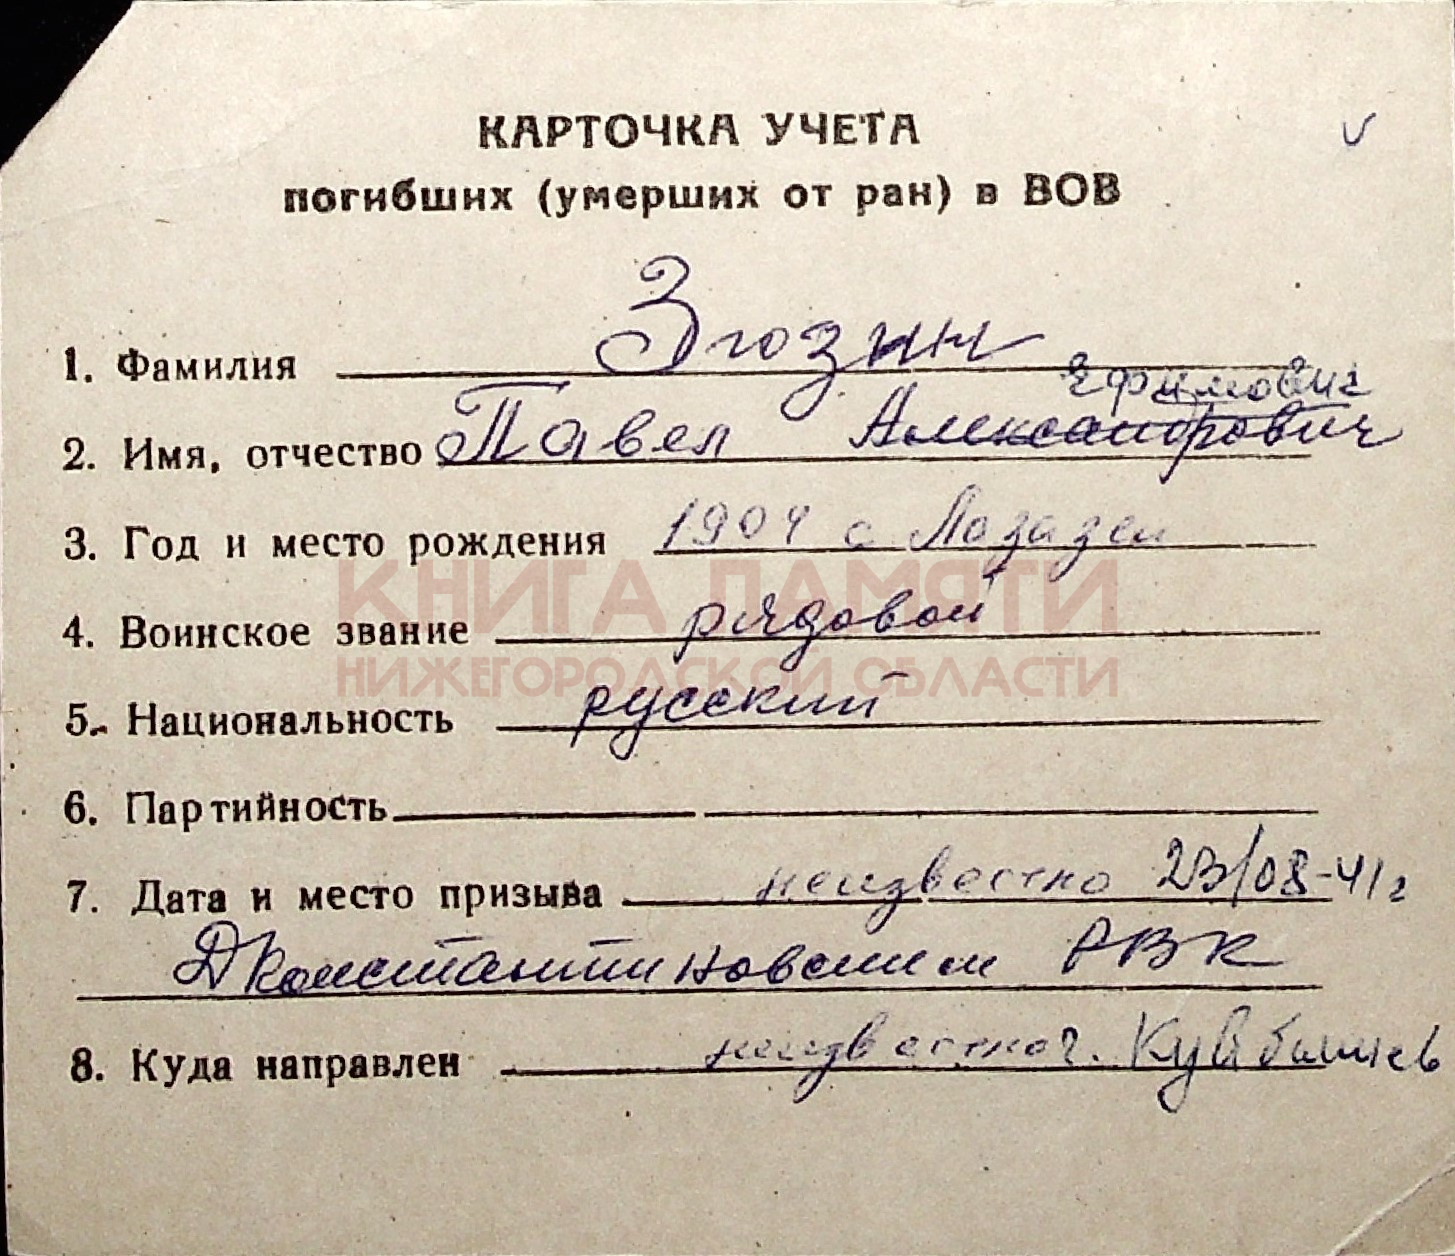 КАРТОЧКА УЧЕТА
погибших (умерших от ран) в ВОВ
1. Фамилия Згозин
Ефимович
2. Имя, отчество Павел Александрович
3. Год и место рождения 1904 с Лазазей
КНИГА ПАМЯТИ
4. Воинское звание рядовой
НИЖЕГОРОДСКОЙ ОБЛАСТИ
5. Национальность русский
6. Партийность
7. Дата и место призыва неизвестно 23/08-41г
ДКонстантиновским РВК
8. Куда направлен неизвестно г. Куйбышев